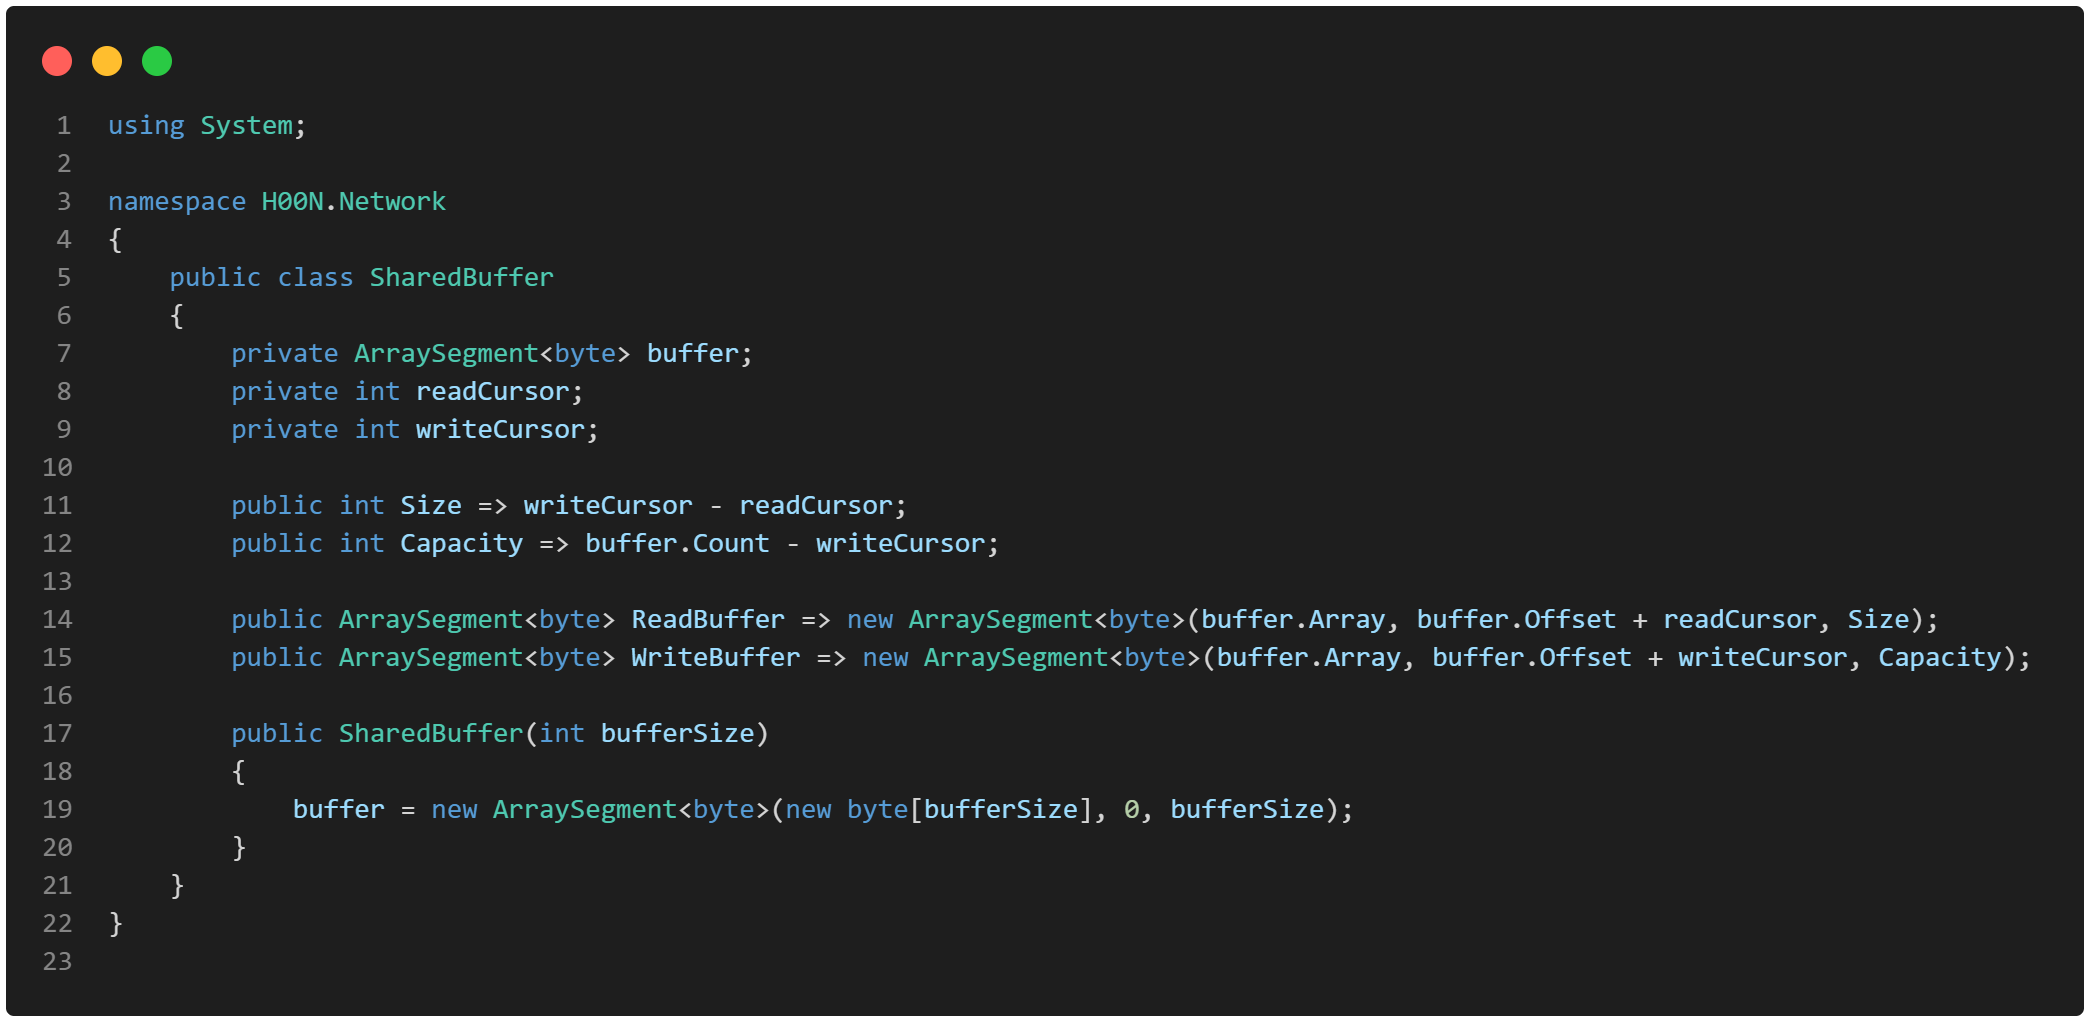 1 using System;
2
3 namespace H00N.Network
4 {
5     public class SharedBuffer
6     {
7         private ArraySegment<byte> buffer;
8         private int readCursor;
9         private int writeCursor;
10
11         public int Size => writeCursor - readCursor;
12         public int Capacity => buffer.Count - writeCursor;
13
14         public ArraySegment<byte> ReadBuffer => new ArraySegment<byte>(buffer.Array, buffer.Offset + readCursor, Size);
15         public ArraySegment<byte> WriteBuffer => new ArraySegment<byte>(buffer.Array, buffer.Offset + writeCursor, Capacity);
16
17         public SharedBuffer(int bufferSize)
18         {
19             buffer = new ArraySegment<byte>(new byte[bufferSize], 0, bufferSize);
20         }
21     }
22 }
23